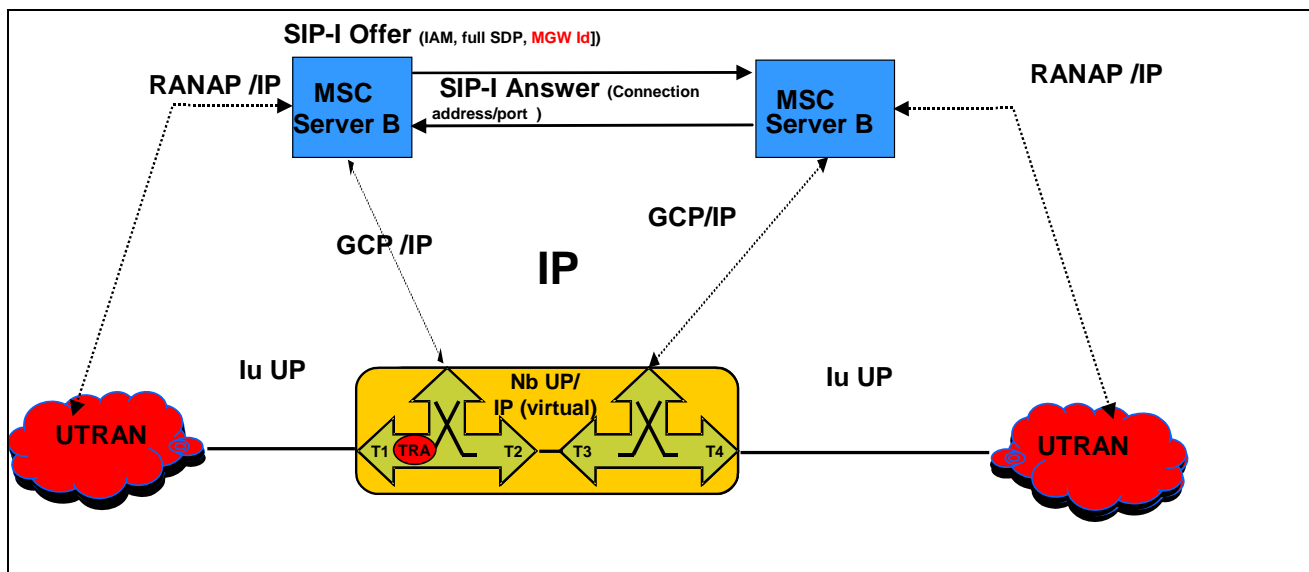 SIP-I Offer (IAM, full SDP, MGW Id])
RANAP /IP
MSC
Server B
SIP-I Answer (Connection
address/port )
MSC
Server B
RANAP /IP
GCP /IP
GCP/IP
IP
Iu UP
Nb UP/
IP (virtual)
Iu UP
UTRAN
T1
TRA
T2
T3
T4
UTRAN